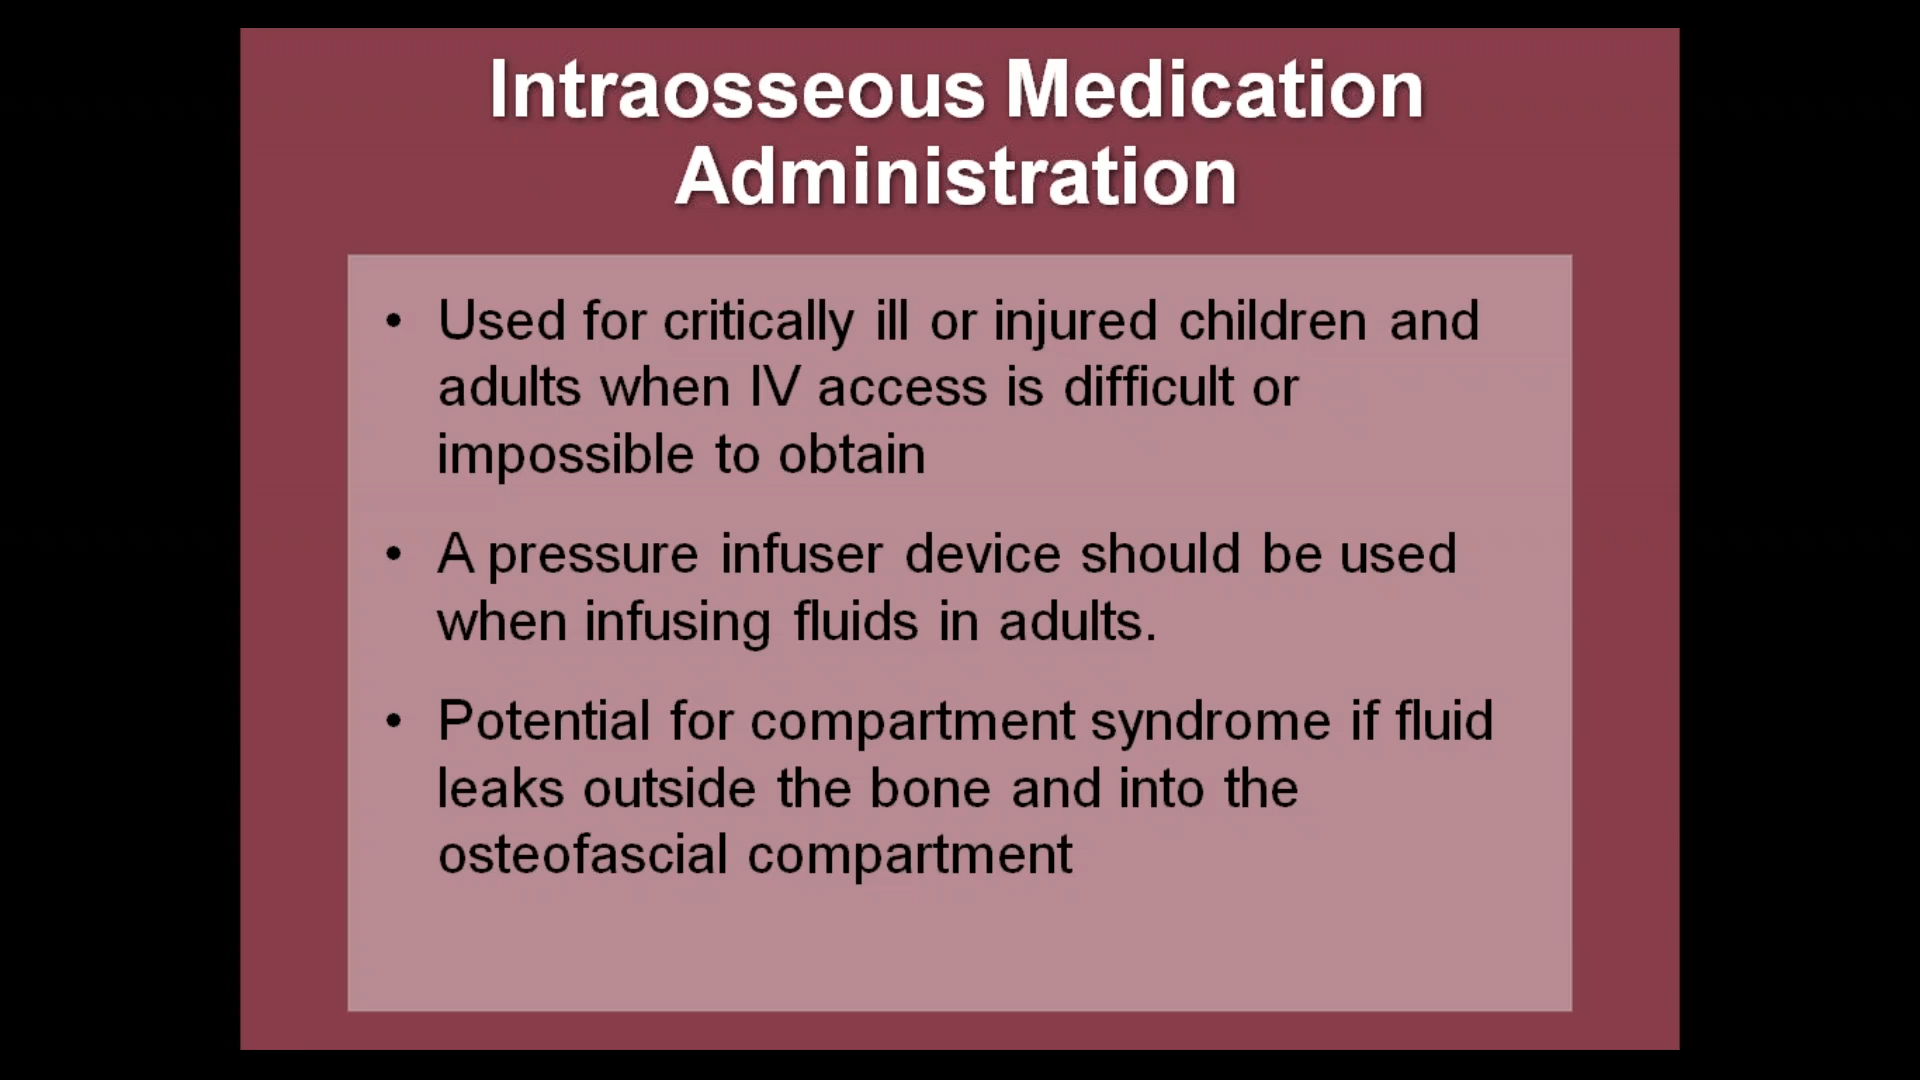 Intraosseous Medication
Administration
• Used for critically ill or injured children and
adults when IV access is difficult or
impossible to obtain
• A pressure infuser device should be used
when infusing fluids in adults.
• Potential for compartment syndrome if fluid
leaks outside the bone and into the
osteofascial compartment